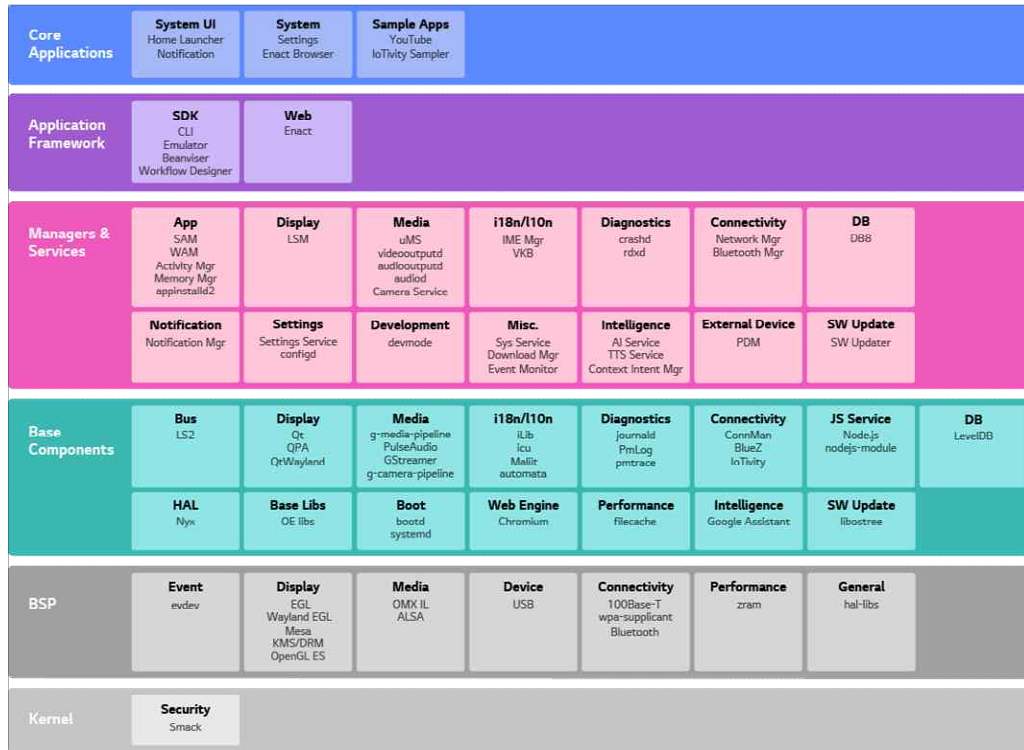 Core
Applications
System UI
Home Launcher
Notification
System
Settings
Enact Browser
Sample Apps
YouTube
IoTivity Sampler
Application
Framework
SDK
CLI
Emulator
Beanviser
Workflow Designer
Web
Enact
Managers &
Services
App
SAM
WAM
Activity Mgr
Memory Mgr
appinstalld2
Display
LSM
Media
uMS
videooutputd
audiooutputd
audiod
Camera Service
i18n/l10n
IME Mgr
VKB
Diagnostics
crashd
rdxd
Connectivity
Network Mgr
Bluetooth Mgr
DB
DB8
Notification
Notification Mgr
Settings
Settings Service
configd
Development
devmode
Misc.
Sys Service
Download Mgr
Event Monitor
Intelligence
AI Service
TTS Service
Context Intent Mgr
External Device
PDM
SW Update
SW Updater
Base
Components
Bus
LS2
Display
Qt
QPA
QtWayland
Media
g-media-pipeline
PulseAudio
GStreamer
g-camera-pipeline
i18n/l10n
iLib
icu
Maliit
automata
Diagnostics
journald
PmLog
pmtrace
Connectivity
ConnMan
BlueZ
IoTivity
JS Service
Node.js
nodejs-module
DB
LevelDB
HAL
Nyx
Base Libs
OE libs
Boot
bootd
systemd
Web Engine
Chromium
Performance
filecache
Intelligence
Google Assistant
SW Update
libostree
BSP
Event
evdev
Display
EGL
Wayland EGL
Mesa
KMS/DRM
OpenGL ES
Media
OMX IL
ALSA
Device
USB
Connectivity
100Base-T
wpa-supplicant
Bluetooth
Performance
zram
General
hal-libs
Kernel
Security
Smack